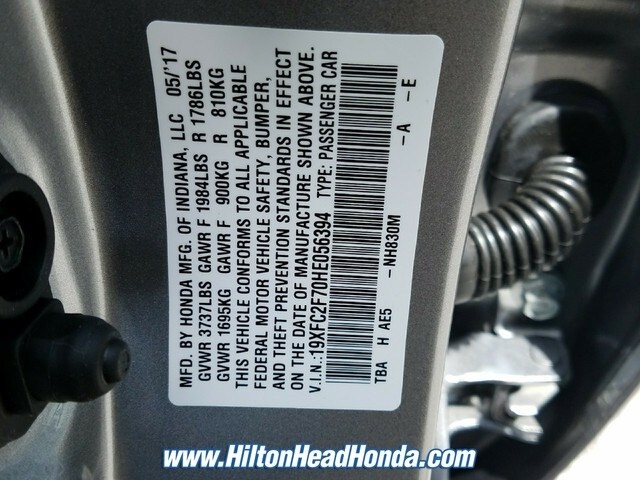 MFD. BY HONDA MFG. OF INDIANA, LLC 05/'17
GVWR 3737LBS GAWR F 1984LBS R 1786LBS
GVWR 1695KG GAWR F 900KG R 810KG
THIS VEHICLE CONFORMS TO ALL APPLICABLE
FEDERAL MOTOR VEHICLE SAFETY, BUMPER,
AND THEFT PREVENTION STANDARDS IN EFFECT
ON THE DATE OF MANUFACTURE SHOWN ABOVE.
V.I.N.:19XFC2F70HE056394 TYPE: PASSENGER CAR
TBA H AE5 -NH830M -A -E
www.HiltonHeadHonda.com